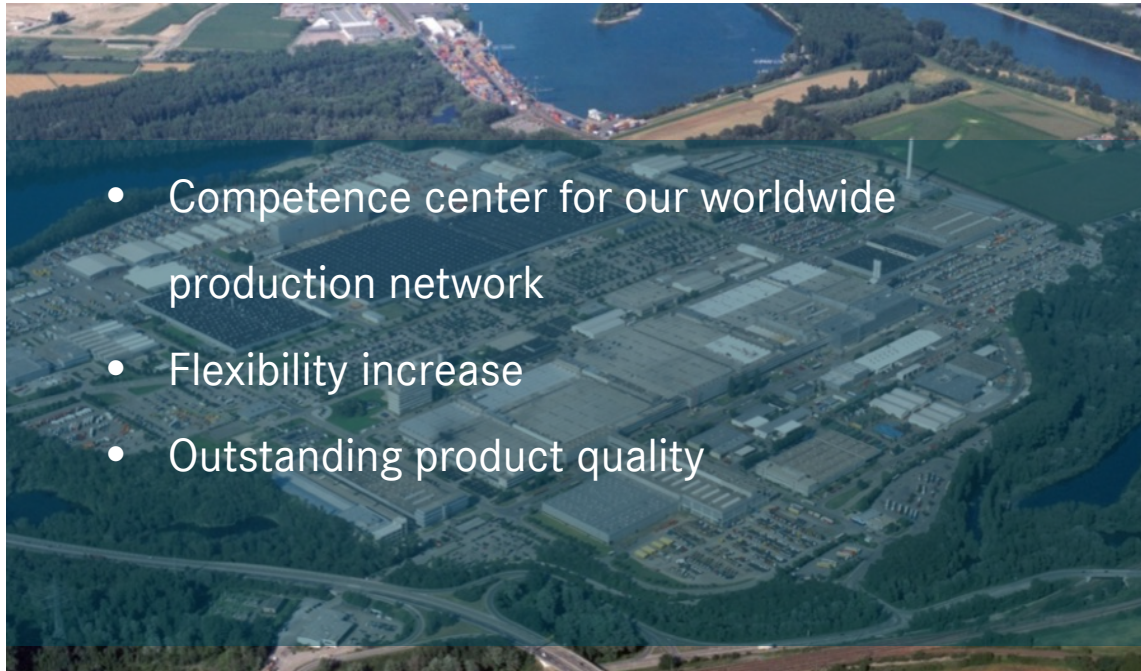 • Competence center for our worldwide
production network
• Flexibility increase
• Outstanding product quality